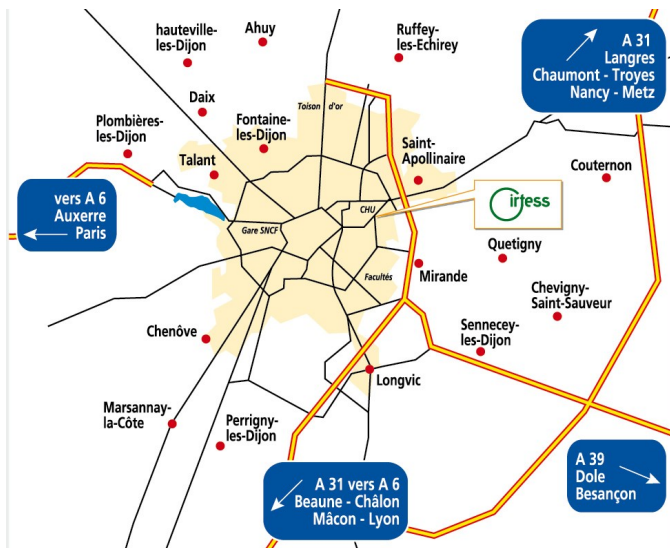 hauteville-
les-Dijon
Ahuy
Ruffey
-les-Echirey
A 31
Langres
Chaumont - Troyes
Nancy - Metz
Daix
Toison d'or
Plombières-
les-Dijon
Fontaine-
les-Dijon
Talant
Saint-
Apollinaire
Couternon
vers A 6
Auxerre
Paris
CHU
irtess
Gare SNCF
Quetigny
Facultés
Mirande
Chevigny-
Saint-Sauveur
Chenôve
Sennecey-
les-Dijon
Longvic
Marsannay-
la-Côte
Perrigny-
les-Dijon
A 31 vers A 6
Beaune - Châlon
Mâcon - Lyon
A 39
Dole
Besançon